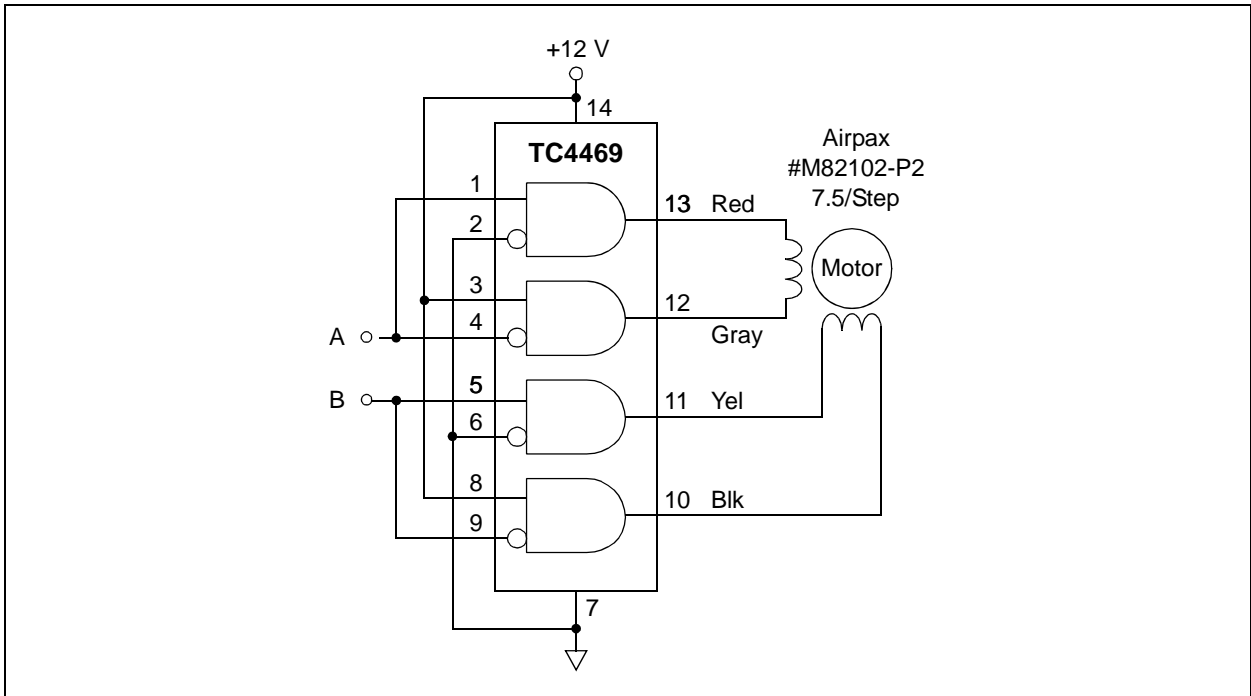 +12 V
14
TC4469
Airpax
#M82102-P2
7.5/Step
1
13 Red
2
Motor
3
12
4
Gray
A
5
B
11 Yel
6
8
10 Blk
9
7